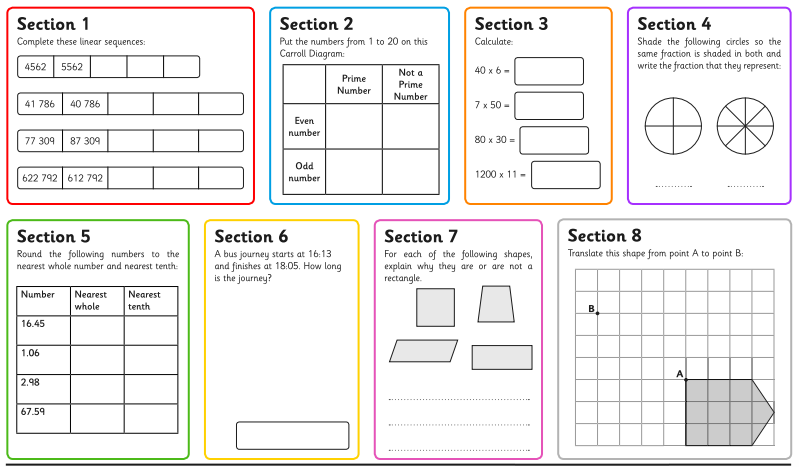 Section 1
Complete these linear sequences:
4562 5562
41 786 40 786
77 309 87 309
622 792 612 792
Section 2
Put the numbers from 1 to 20 on this
Carroll Diagram:
Prime
Number
Not a
Prime
Number
Even
number
Odd
number
Section 3
Calculate:
40 x 6 =
7 x 50 =
80 x 30 =
1200 x 11 =
Section 4
Shade the following circles so the
same fraction is shaded in both and
write the fraction that they represent:
Section 5
Round the following numbers to the
nearest whole number and nearest tenth:
Number
Nearest
whole
Nearest
tenth
16.45
1.06
2.98
67.59
Section 6
A bus journey starts at 16:13
and finishes at 18:05. How long
is the journey?
Section 7
For each of the following shapes,
explain why they are or are not a
rectangle.
Section 8
Translate this shape from point A to point B:
B
A